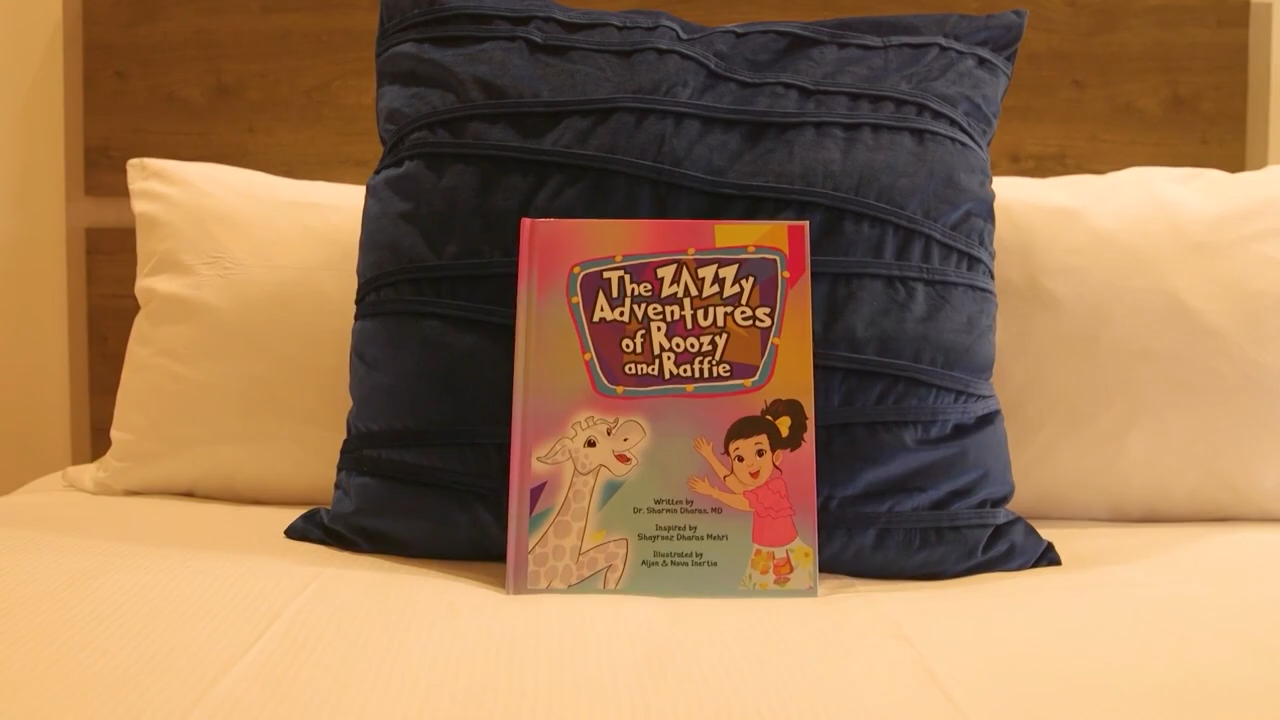 The ZAZZy
Adventures
of Roozy
and Raffie
Written by
Dr. Sharmin Dharas, MD
Inspired by
Shayrooz Dharas Mehri
Illustrated by
Aljon & Nova Inertia